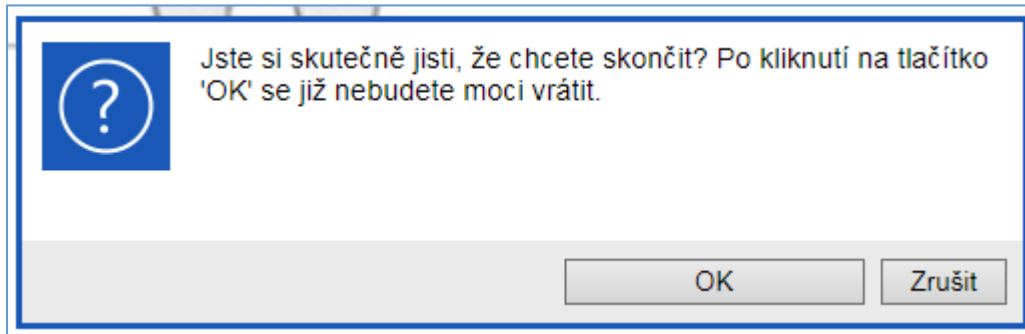 Jste si skutečně jisti, že chcete skončit? Po kliknutí na tlačítko
'OK' se již nebudete moci vrátit.
OK
Zrušit